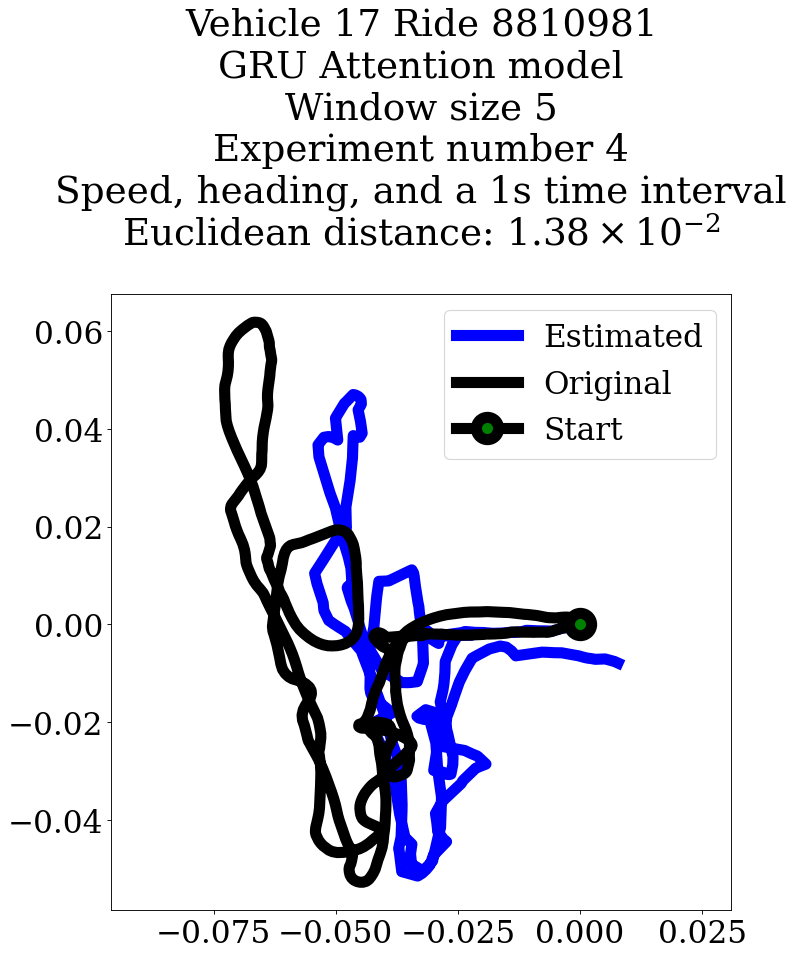 Vehicle 17 Ride 8810981
GRU Attention model
Window size 5
Experiment number 4
Speed, heading, and a 1s time interval
Euclidean distance: 1.38 × 10⁻²
Estimated
Original
Start
0.06
0.04
0.02
0.00
−0.02
−0.04
−0.075 −0.050 −0.025 0.000 0.025